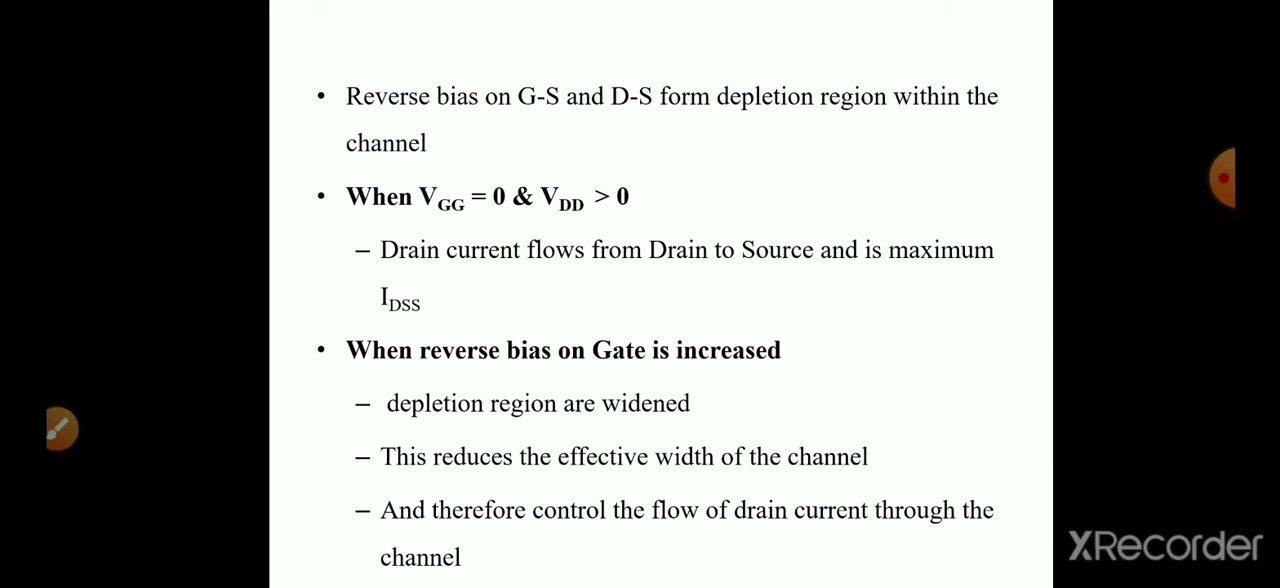 • Reverse bias on G-S and D-S form depletion region within the
channel
• When VGG = 0 & VDD > 0
– Drain current flows from Drain to Source and is maximum
IDSS
• When reverse bias on Gate is increased
– depletion region are widened
– This reduces the effective width of the channel
– And therefore control the flow of drain current through the
channel
XRecorder